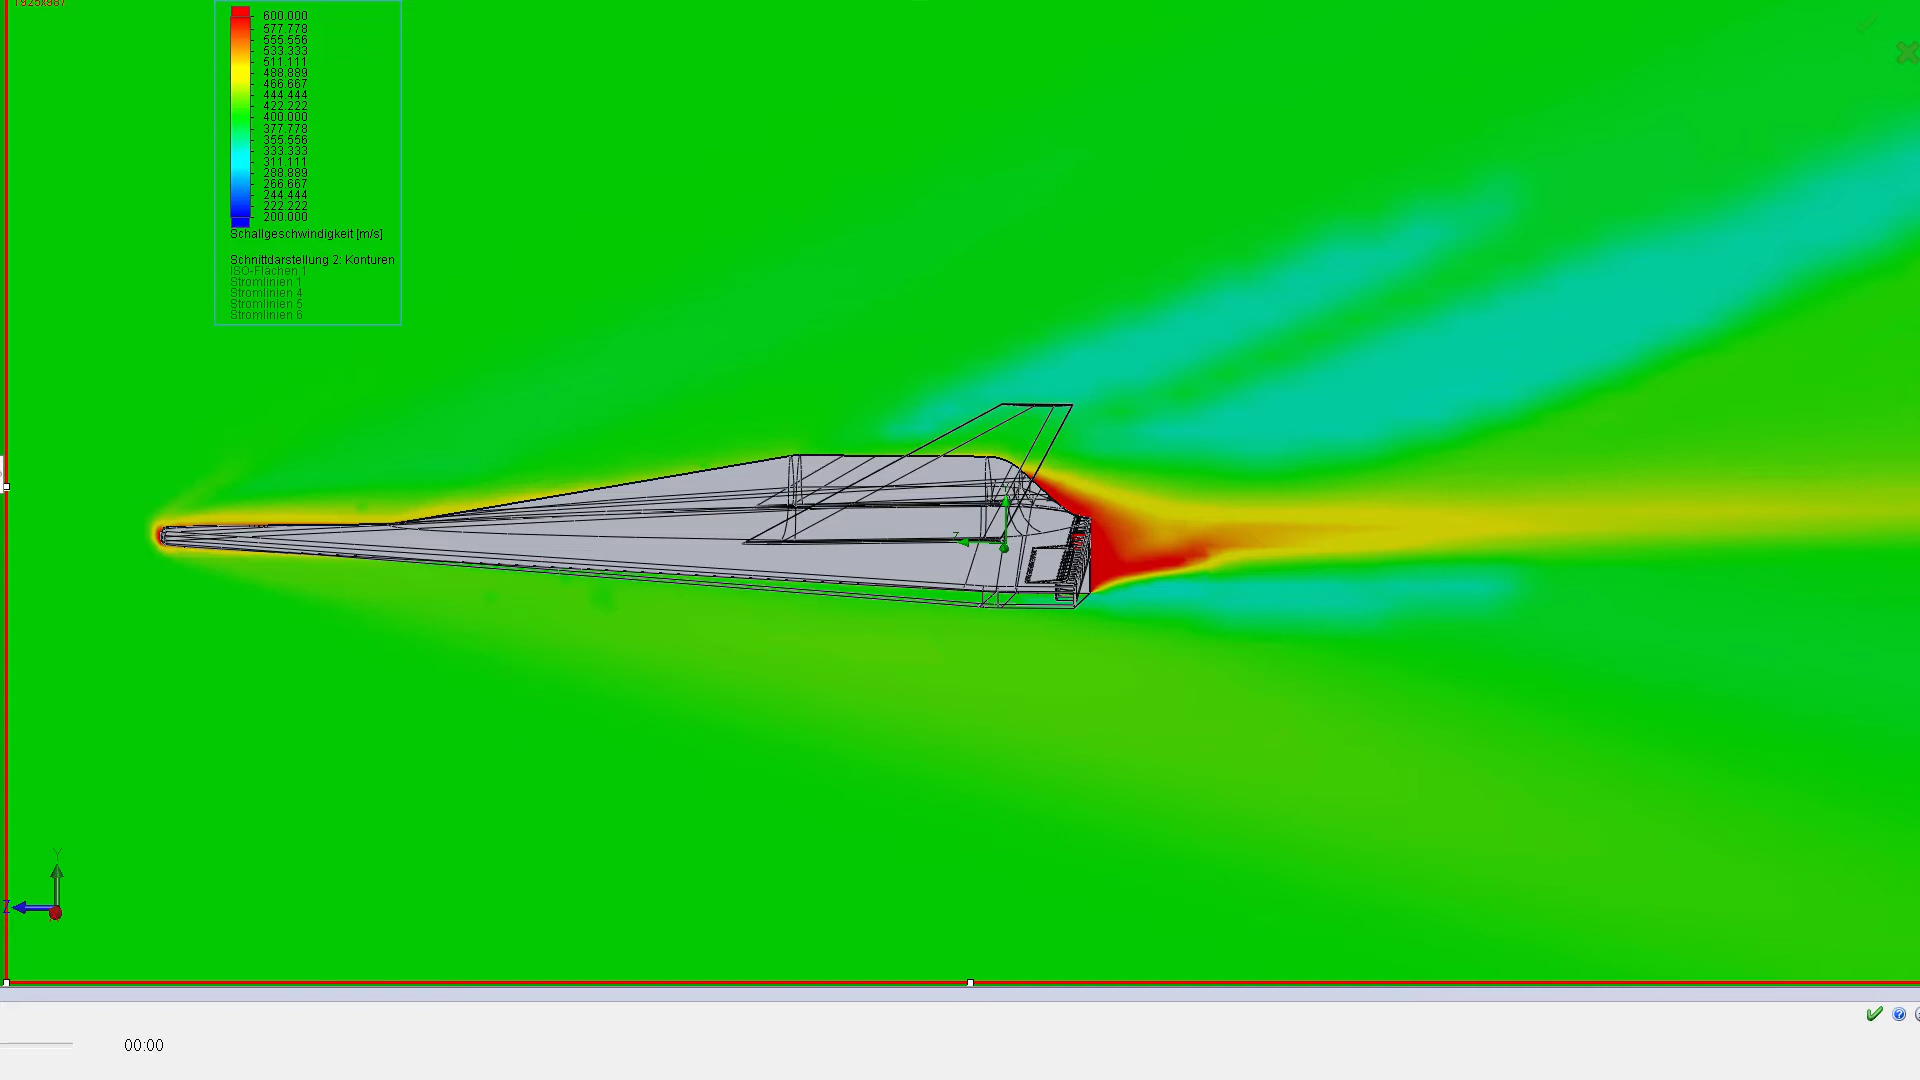 1925x987
600.000
577.778
555.556
533.333
511.111
488.889
466.667
444.444
422.222
400.000
377.778
355.556
333.333
311.111
288.889
266.667
244.444
222.222
200.000
Schallgeschwindigkeit [m/s]
Schnittdarstellung 2: Konturen
ISO-Flächen 1
Stromlinien 1
Stromlinien 4
Stromlinien 5
Stromlinien 6
Z
Y
Z
00:00